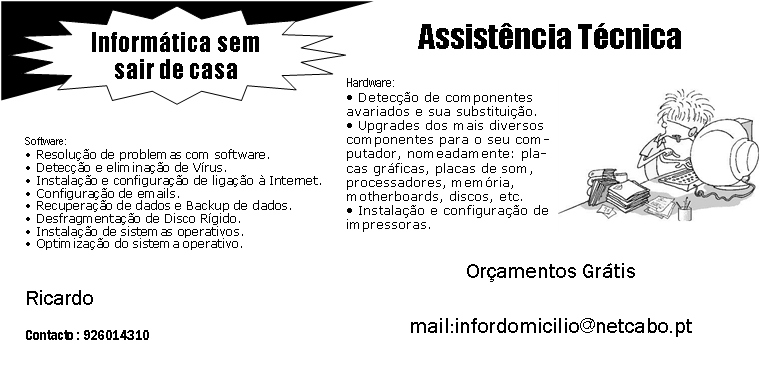 Informática sem
sair de casa
Software:
• Resolução de problemas com software.
• Detecção e eliminação de Vírus.
• Instalação e configuração de ligação à Internet.
• Configuração de emails.
• Recuperação de dados e Backup de dados.
• Desfragmentação de Disco Rígido.
• Instalação de sistemas operativos.
• Optimização do sistema operativo.
Ricardo
Contacto : 926014310
Assistência Técnica
Hardware:
• Detecção de componentes
avariados e sua substituição.
• Upgrades dos mais diversos
componentes para o seu com-
putador, nomeadamente: pla-
cas gráficas, placas de som,
processadores, memória,
motherboards, discos, etc.
• Instalação e configuração de
impressoras.
Orçamentos Grátis
mail:infordomicilio@netcabo.pt